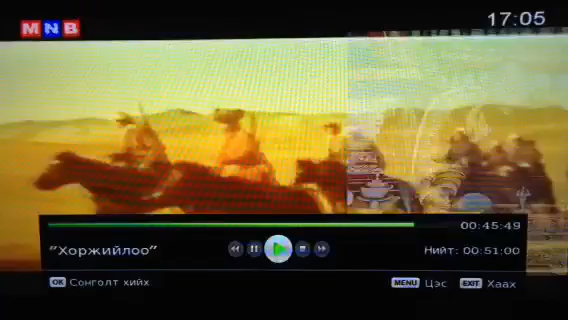 MNB
17:05
00:45:49
"Хоржийлоо"
Нийт: 00:51:00
OK Сонголт хийх
MENU Цэс EXIT Хаах